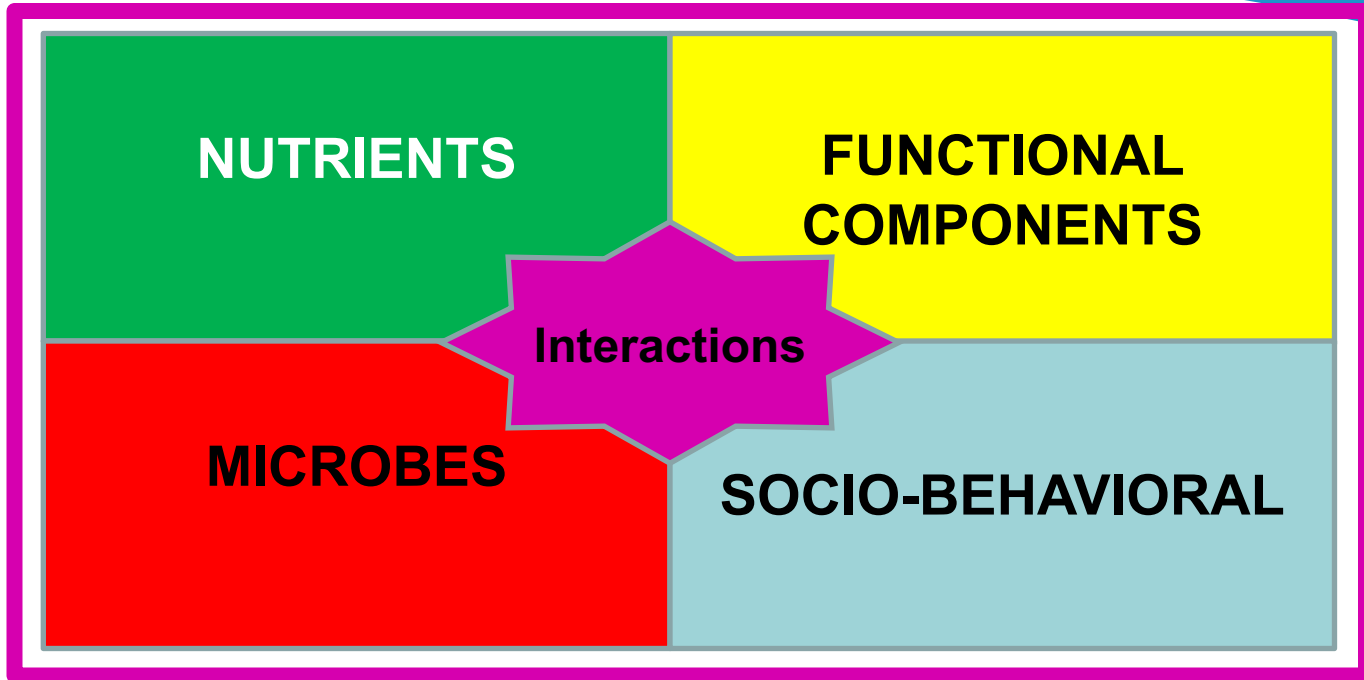 NUTRIENTS
FUNCTIONAL
COMPONENTS
Interactions
MICROBES
SOCIO-BEHAVIORAL